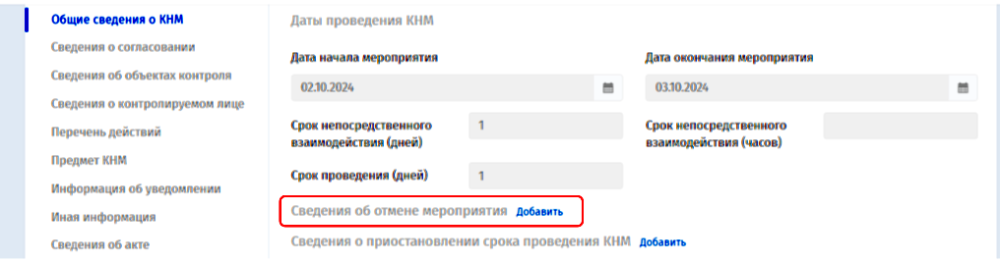 Общие сведения о КНМ
Сведения о согласовании
Сведения об объектах контроля
Сведения о контролируемом лице
Перечень действий
Предмет КНМ
Информация об уведомлении
Иная информация
Сведения об акте
Даты проведения КНМ
Дата начала мероприятия
Дата окончания мероприятия
02.10.2024
03.10.2024
Срок непосредственного
взаимодействия (дней)
1
Срок непосредственного
взаимодействия (часов)
Срок проведения (дней)
1
Сведения об отмене мероприятия Добавить
Сведения о приостановлении срока проведения КНМ Добавить